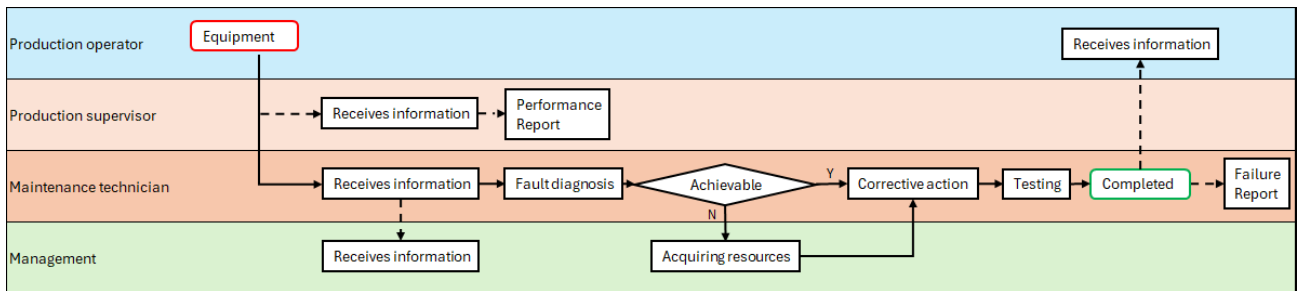 Production operator
Equipment
Receives information
Production supervisor
Receives information
Performance
Report
Maintenance technician
Receives information
Fault diagnosis
Achievable
Y
N
Corrective action
Testing
Completed
Failure
Report
Management
Receives information
Acquiring resources